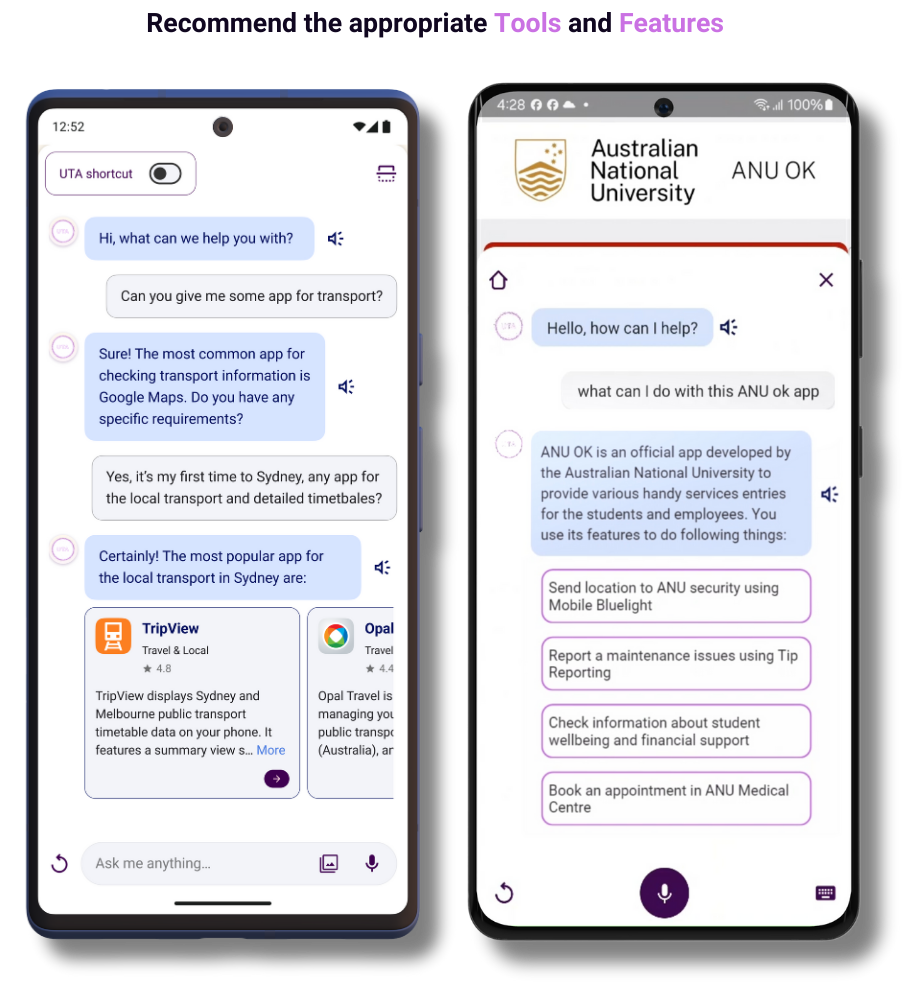 Recommend the appropriate Tools and Features
12:52
UTA shortcut
Hi, what can we help you with?
Can you give me some app for transport?
Sure! The most common app for
checking transport information is
Google Maps. Do you have any
specific requirements?
Yes, it's my first time to Sydney, any app for
the local transport and detailed timetbales?
Certainly! The most popular app for
the local transport in Sydney are:
TripView
Travel & Local
★ 4.8
TripView displays Sydney and
Melbourne public transport
timetable data on your phone. It
features a summary view s... More
Opal
Travel
★ 4.4
Opal Travel is
managing you
public transpo
(Australia), an
Ask me anything...
4:28
100%
Australian
National
University
ANU OK
Hello, how can I help?
what can I do with this ANU ok app
ANU OK is an official app developed by
the Australian National University to
provide various handy services entries
for the students and employees. You
use its features to do following things:
Send location to ANU security using
Mobile Bluelight
Report a maintenance issues using Tip
Reporting
Check information about student
wellbeing and financial support
Book an appointment in ANU Medical
Centre